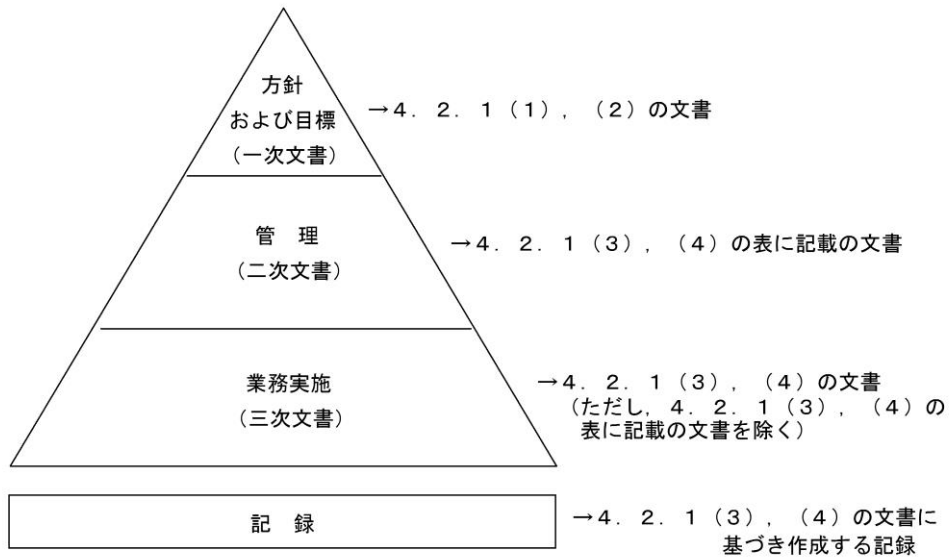 方針
および目標
(一次文書)
→4．2．1（1），（2）の文書
管　理
(二次文書)
→4．2．1（3），（4）の表に記載の文書
業務実施
(三次文書)
→4．2．1（3），（4）の文書
（ただし，4．2．1（3），（4）の
表に記載の文書を除く）
記　録
→4．2．1（3），（4）の文書に
基づき作成する記録